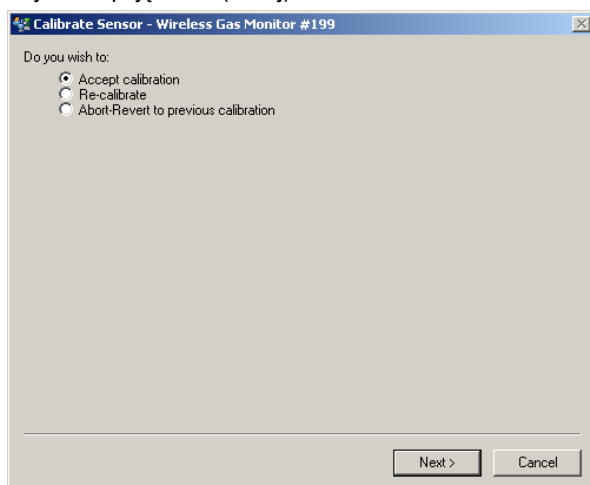 Calibrate Sensor - Wireless Gas Monitor #199
Do you wish to:
Accept calibration
Re-calibrate
Abort-Revert to previous calibration
Next > Cancel